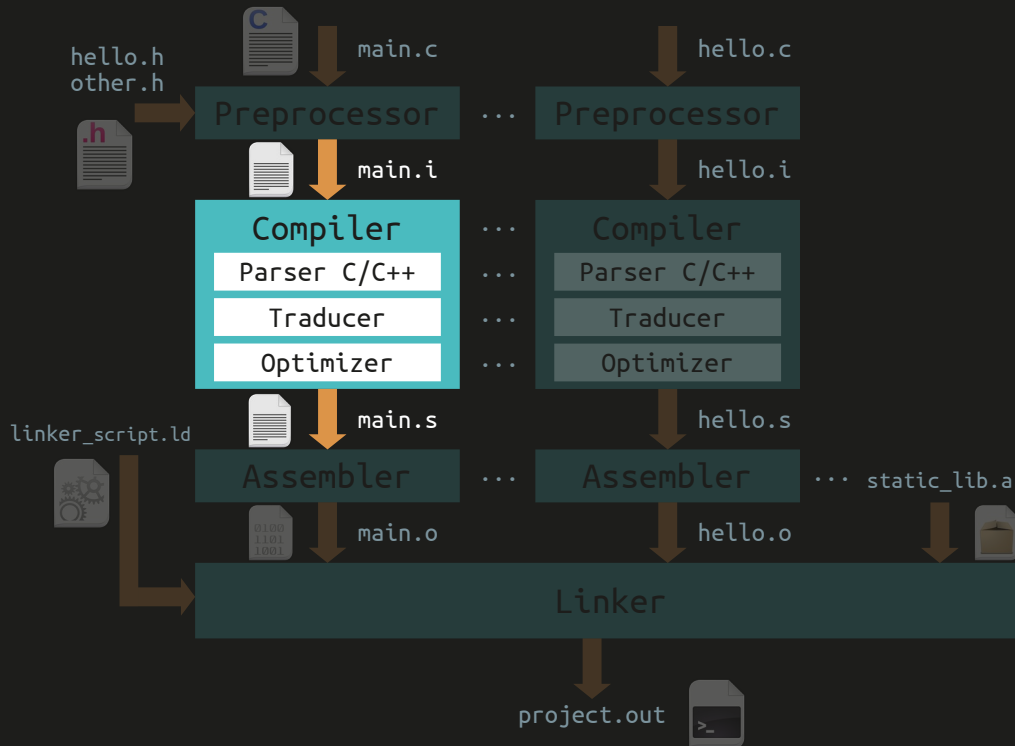 C
main.c
hello.c
hello.h
other.h
.h
Preprocessor
...
Preprocessor
main.i
hello.i
Compiler
...
Compiler
Parser C/C++
...
Parser C/C++
Traducer
...
Traducer
Optimizer
...
Optimizer
main.s
hello.s
linker_script.ld
Assembler
...
Assembler
...
static_lib.a
0100
1101
1001
main.o
hello.o
Linker
project.out
>_